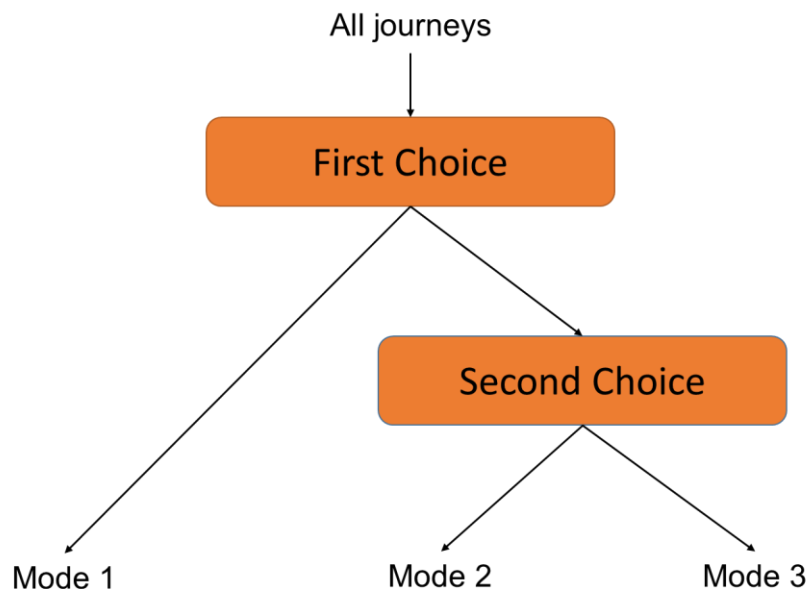 All journeys
First Choice
Second Choice
Mode 1
Mode 2
Mode 3